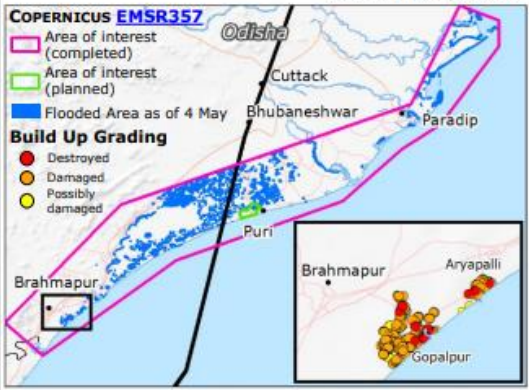 COPERNICUS EMSR357
Area of interest
(completed)
Area of interest
(planned)
Flooded Area as of 4 May
Build Up Grading
Destroyed
Damaged
Possibly
damaged
Odisha
Cuttack
Bhubaneshwar
Paradip
Puri
Brahmapur
Brahmapur
Aryapalli
Gopalpur